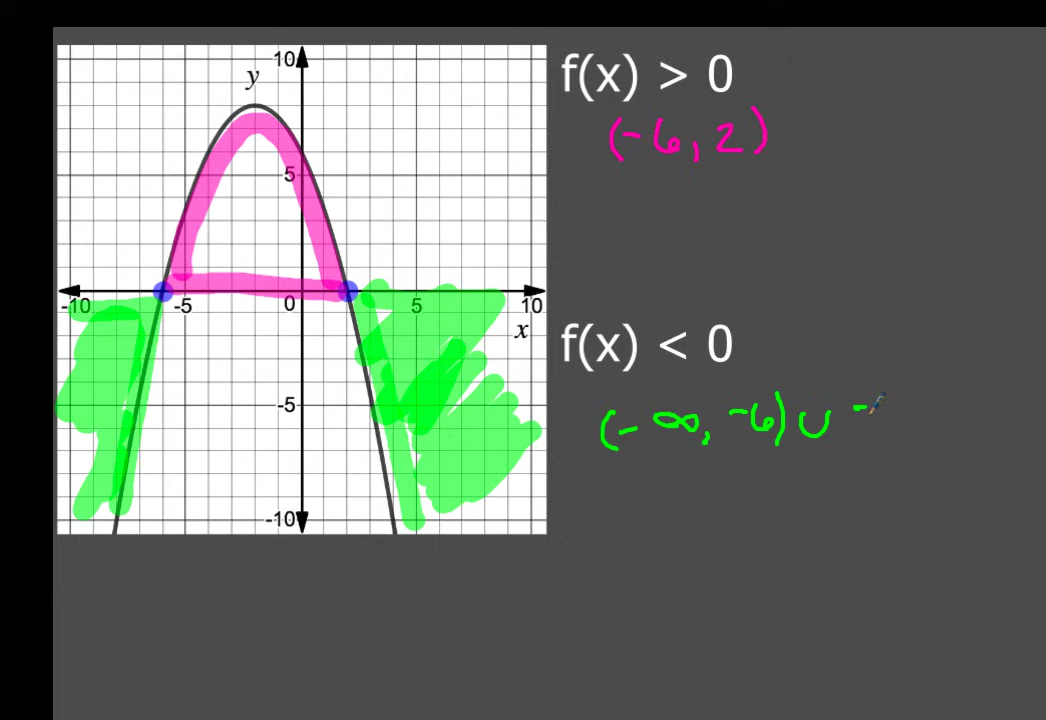 10
y
f(x) > 0
(-6, 2)
5
-10 -5 0 5 10
x
f(x) < 0
-5
(-∞, -6) ∪ -
-10